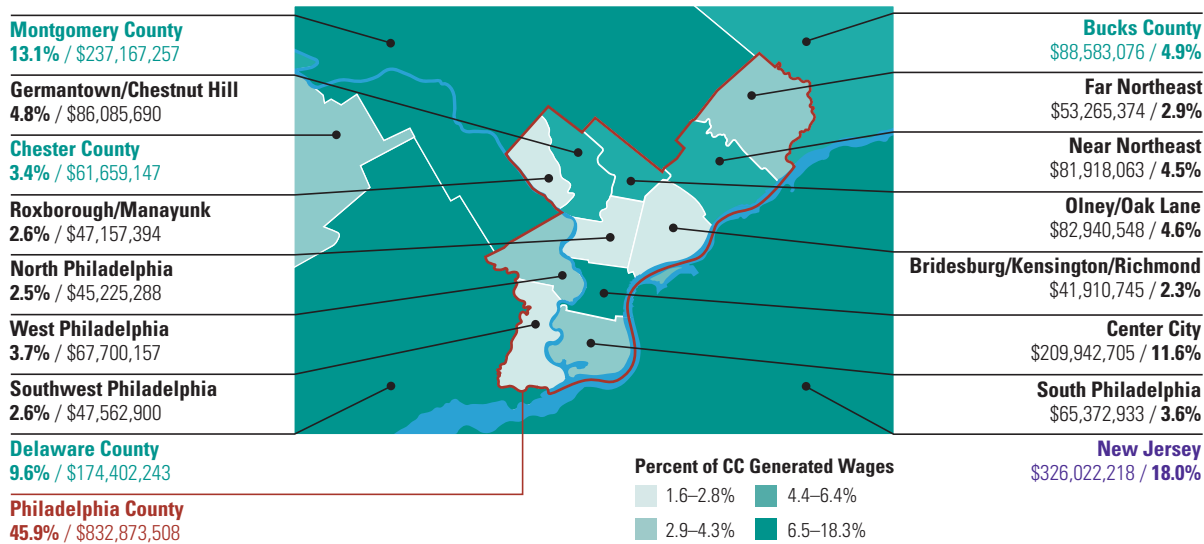 Montgomery County
13.1% / $237,167,257
Germantown/Chestnut Hill
4.8% / $86,085,690
Chester County
3.4% / $61,659,147
Roxborough/Manayunk
2.6% / $47,157,394
North Philadelphia
2.5% / $45,225,288
West Philadelphia
3.7% / $67,700,157
Southwest Philadelphia
2.6% / $47,562,900
Delaware County
9.6% / $174,402,243
Philadelphia County
45.9% / $832,873,508
Bucks County
$88,583,076 / 4.9%
Far Northeast
$53,265,374 / 2.9%
Near Northeast
$81,918,063 / 4.5%
Olney/Oak Lane
$82,940,548 / 4.6%
Bridesburg/Kensington/Richmond
$41,910,745 / 2.3%
Center City
$209,942,705 / 11.6%
South Philadelphia
$65,372,933 / 3.6%
New Jersey
$326,022,218 / 18.0%
Percent of CC Generated Wages
1.6–2.8%
2.9–4.3%
4.4–6.4%
6.5–18.3%